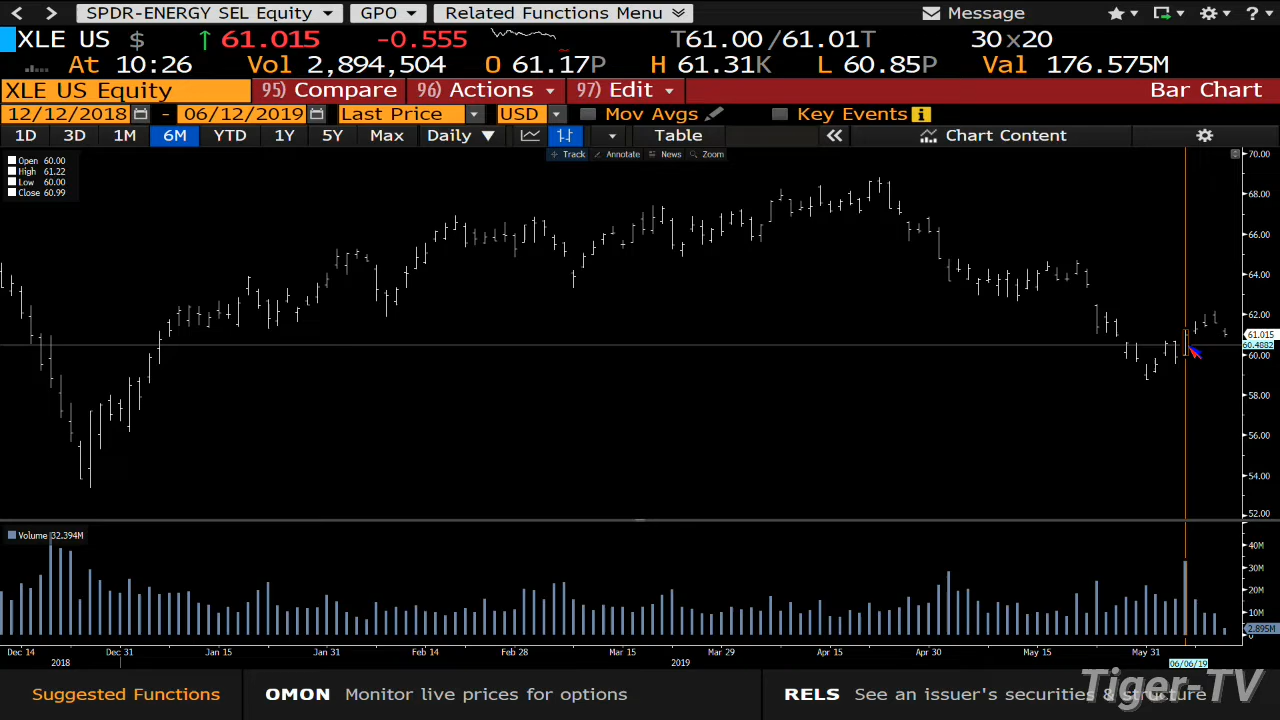 SPDR-ENERGY SEL Equity GPO Related Functions Menu Message ?
XLE US $ ↑ 61.015 -0.555 T61.00 /61.01T 30x20
At 10:26 Vol 2,894,504 O 61.17P H 61.31K L 60.85P Val 176.575M
XLE US Equity 95) Compare 96) Actions 97) Edit Bar Chart
12/12/2018 - 06/12/2019 Last Price USD Mov Avgs Key Events i
1D 3D 1M 6M YTD 1Y 5Y Max Daily ▼ Table « Chart Content
Track Annotate News Zoom
Open 60.00
High 61.22
Low 60.00
Close 60.99
70.00
68.00
66.00
64.00
62.00
61.015
60.4882
60.00
58.00
56.00
54.00
52.00
Volume 32.394M
40M
30M
20M
10M
2.895M
0
Dec 14 Dec 31 Jan 15 Jan 31 Feb 14 Feb 28 Mar 15 Mar 29 Apr 15 Apr 30 May 15 May 31
2018 2019 06/06/19
Suggested Functions OMON Monitor live prices for options RELS See an issuer's securities & structure
Tiger-TV